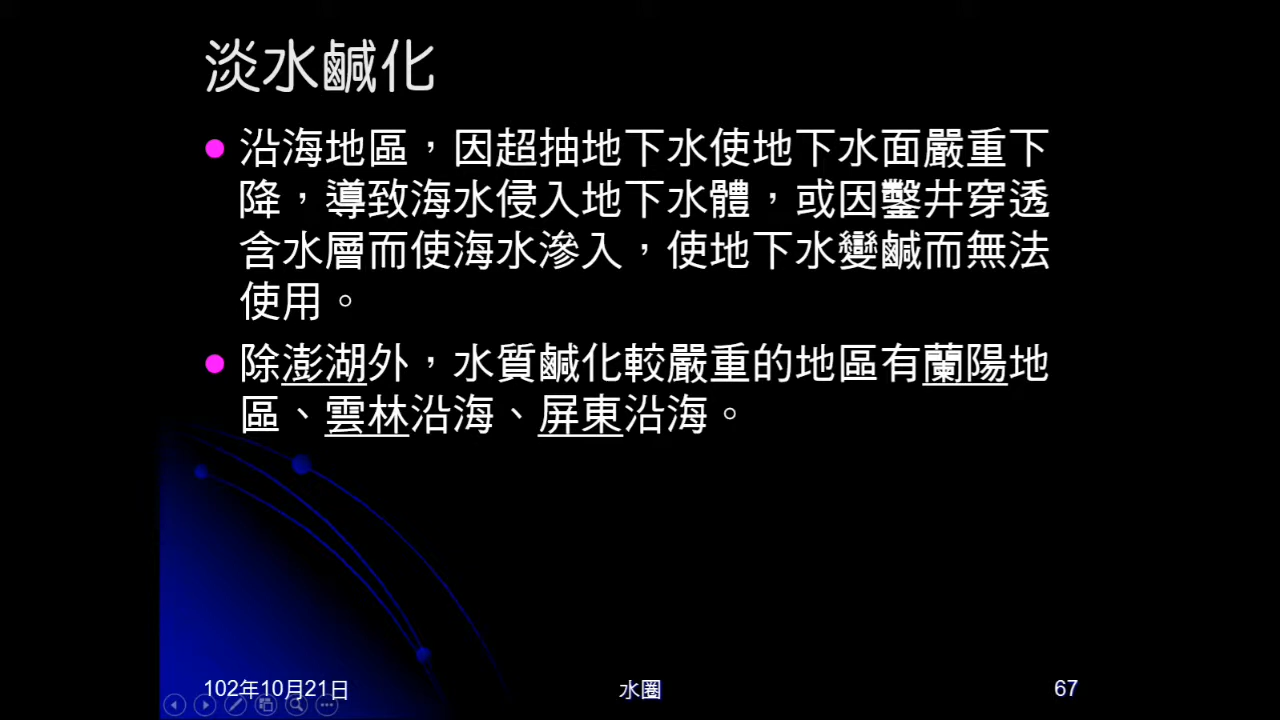 淡水鹹化
沿海地區，因超抽地下水使地下水面嚴重下
降，導致海水侵入地下水體，或因鑿井穿透
含水層而使海水滲入，使地下水變鹹而無法
使用。
除澎湖外，水質鹹化較嚴重的地區有蘭陽地
區、雲林沿海、屏東沿海。
102年10月21日
水圈
67